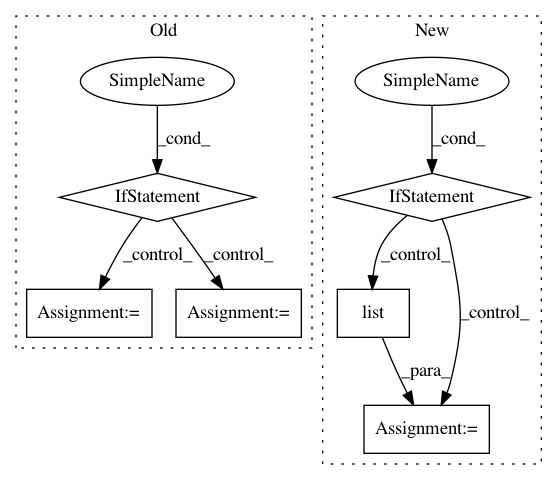 Old
New
SimpleName
SimpleName
_cond_
_cond_
IfStatement
IfStatement
_control_
_control_
_control_
_control_
Assignment:=
Assignment:=
list
_para_
Assignment:=